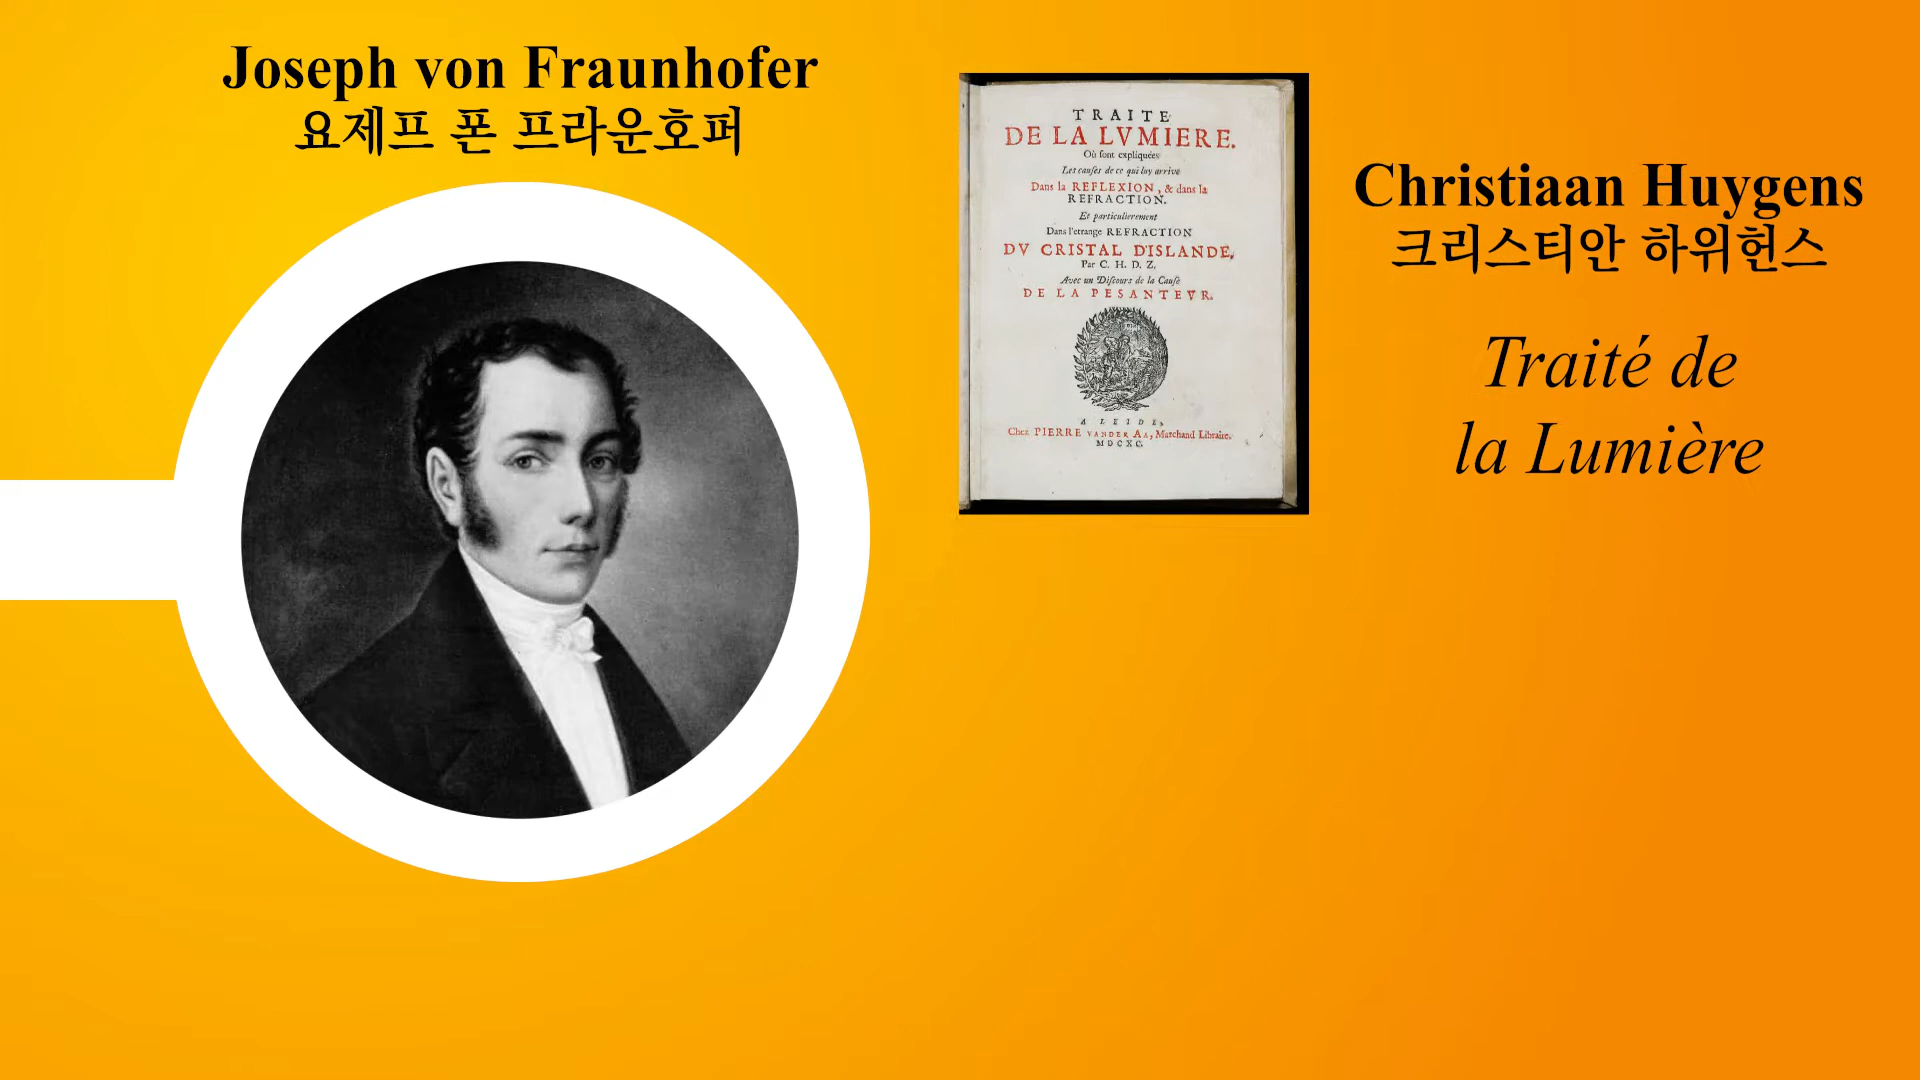 Joseph von Fraunhofer
요제프 폰 프라운호퍼
TRAITE
DE LA LVMIERE.
Où sont expliquées
Les causes de ce qui luy arrive
Dans la REFLEXION, & dans la
REFRACTION.
Et particulierement
Dans l'etrange REFRACTION
DV CRISTAL D'ISLANDE.
Par C. H. D. Z.
Avec un Discours de la Cause
DE LA PESANTEVR.
A LEIDE,
Chez PIERRE VANDER AA, Marchand Libraire.
MDCXC.
Christiaan Huygens
크리스티안 하위헌스
Traité de
la Lumière